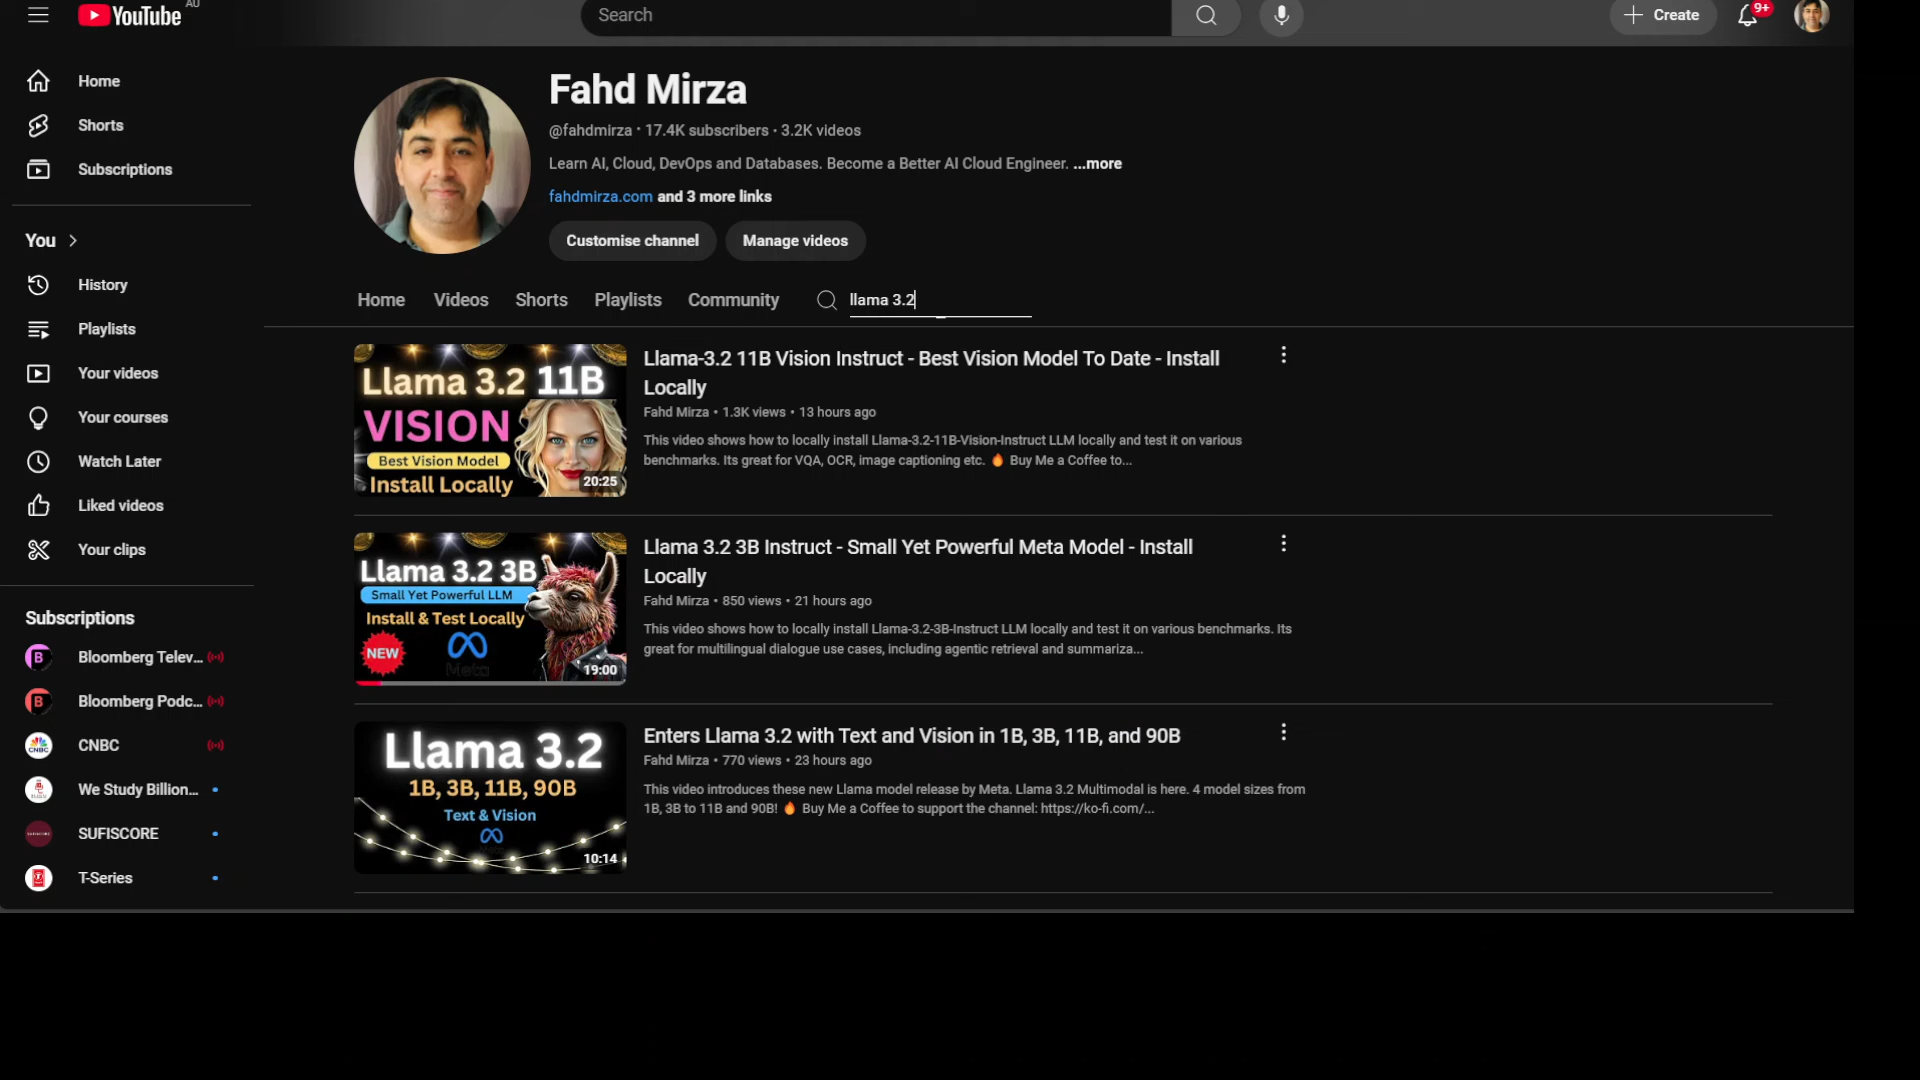 YouTube AU
Search
Create
9+
Home
Shorts
Subscriptions
You
History
Playlists
Your videos
Your courses
Watch Later
Liked videos
Your clips
Subscriptions
Bloomberg Telev...
Bloomberg Podc...
CNBC
We Study Billion...
SUFISCORE
T-Series
Fahd Mirza
@fahdmirza • 17.4K subscribers • 3.2K videos
Learn AI, Cloud, DevOps and Databases. Become a Better AI Cloud Engineer. ...more
fahdmirza.com and 3 more links
Customise channel Manage videos
Home Videos Shorts Playlists Community llama 3.2
Llama 3.2 11B
VISION
Best Vision Model
Install Locally
20:25
Llama-3.2 11B Vision Instruct - Best Vision Model To Date - Install
Locally
Fahd Mirza • 1.3K views • 13 hours ago
This video shows how to locally install Llama-3.2-11B-Vision-Instruct LLM locally and test it on various
benchmarks. Its great for VQA, OCR, image captioning etc. 🔥 Buy Me a Coffee to...
Llama 3.2 3B
Small Yet Powerful LLM
Install & Test Locally
NEW
Meta
19:00
Llama 3.2 3B Instruct - Small Yet Powerful Meta Model - Install
Locally
Fahd Mirza • 850 views • 21 hours ago
This video shows how to locally install Llama-3.2-3B-Instruct LLM locally and test it on various benchmarks. Its
great for multilingual dialogue use cases, including agentic retrieval and summariza...
Llama 3.2
1B, 3B, 11B, 90B
Text & Vision
10:14
Enters Llama 3.2 with Text and Vision in 1B, 3B, 11B, and 90B
Fahd Mirza • 770 views • 23 hours ago
This video introduces these new Llama model release by Meta. Llama 3.2 Multimodal is here. 4 model sizes from
1B, 3B to 11B and 90B! 🔥 Buy Me a Coffee to support the channel: https://ko-fi.com/...